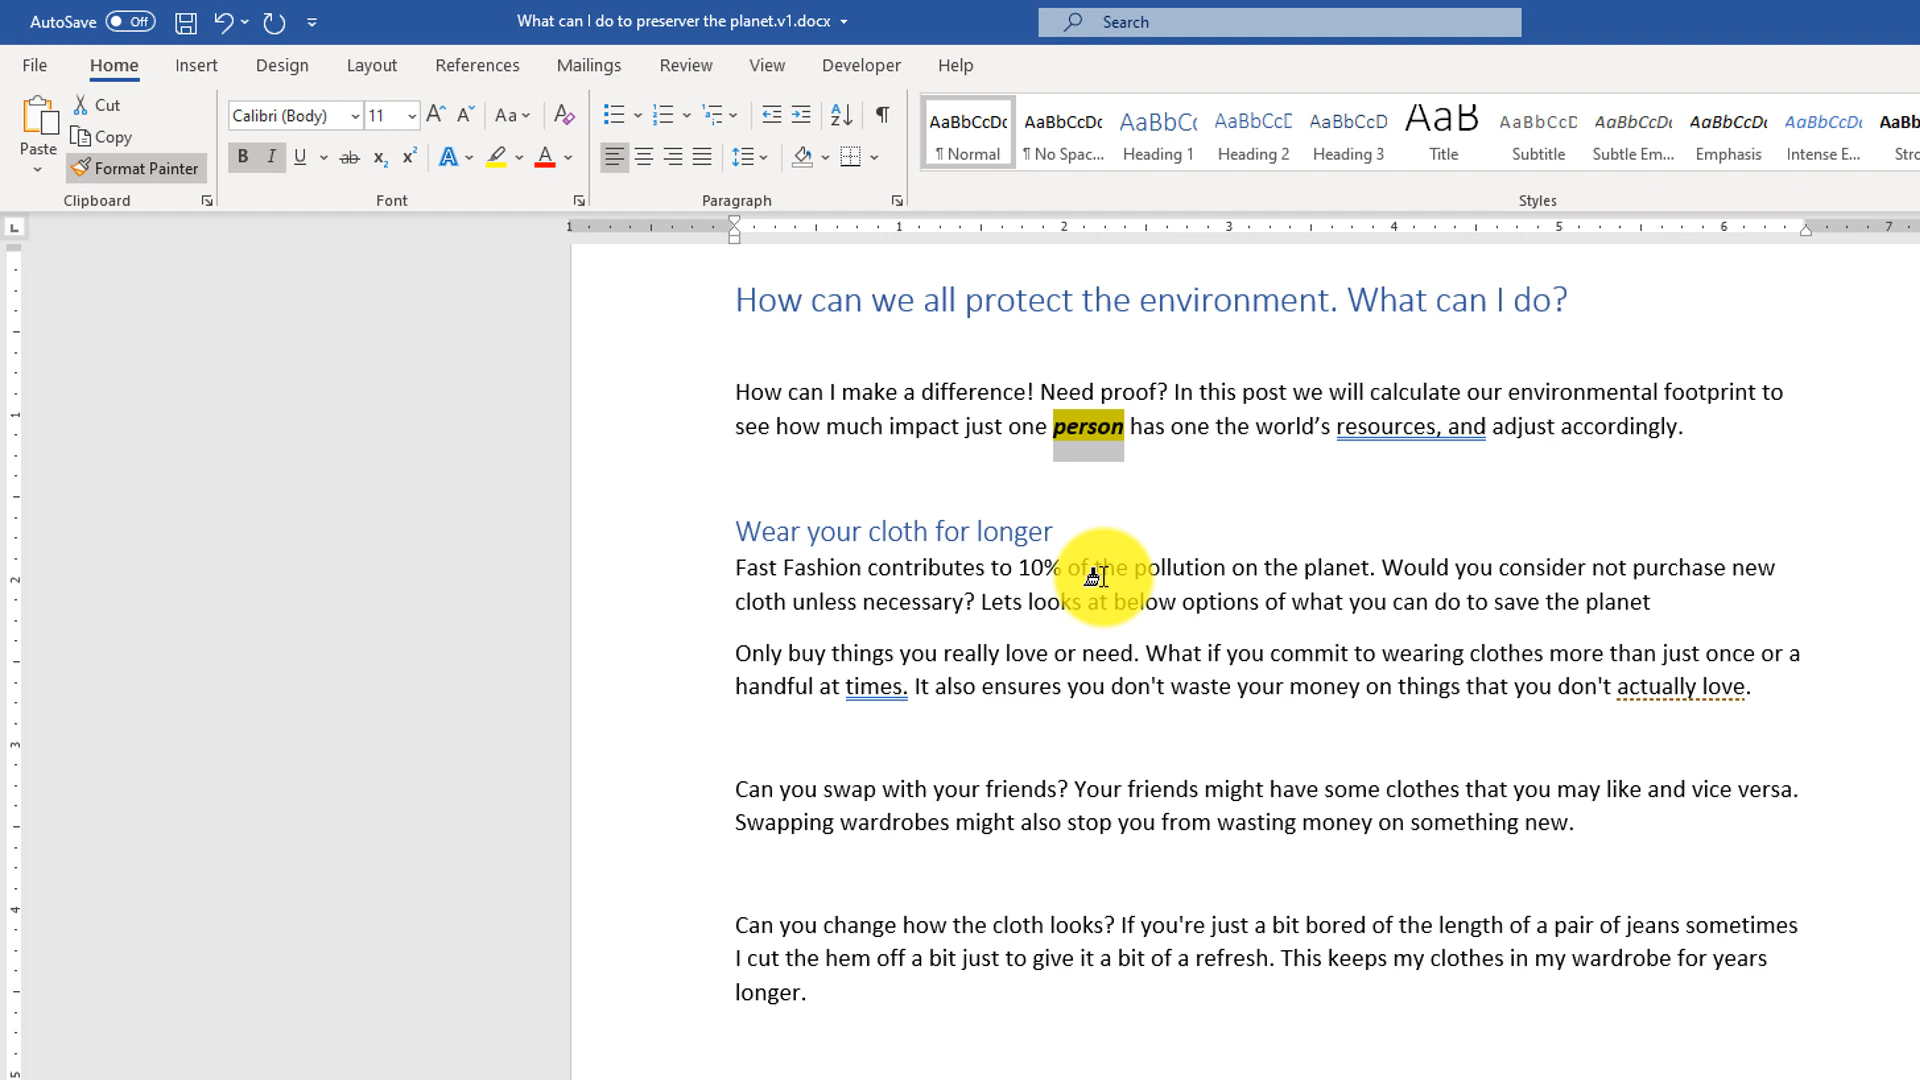 AutoSave Off What can I do to preserver the planet.v1.docx Search
File Home Insert Design Layout References Mailings Review View Developer Help
Paste
Cut
Copy
Format Painter
Clipboard
Calibri (Body) 11
Font
Paragraph
AaBbCcDc AaBbCcDc AaBbC( AaBbCcC AaBbCcD AaB AaBbCcD AaBbCcDc AaBbCcDc AaBbCcDc AaBb
¶ Normal ¶ No Spac... Heading 1 Heading 2 Heading 3 Title Subtitle Subtle Em... Emphasis Intense E... Stro
Styles
1 1 2 3 4 5 6 7
How can we all protect the environment. What can I do?
How can I make a difference! Need proof? In this post we will calculate our environmental footprint to
see how much impact just one person has one the world’s resources, and adjust accordingly.
Wear your cloth for longer
Fast Fashion contributes to 10% of the pollution on the planet. Would you consider not purchase new
cloth unless necessary? Lets looks at below options of what you can do to save the planet
Only buy things you really love or need. What if you commit to wearing clothes more than just once or a
handful at times. It also ensures you don't waste your money on things that you don't actually love.
Can you swap with your friends? Your friends might have some clothes that you may like and vice versa.
Swapping wardrobes might also stop you from wasting money on something new.
Can you change how the cloth looks? If you're just a bit bored of the length of a pair of jeans sometimes
I cut the hem off a bit just to give it a bit of a refresh. This keeps my clothes in my wardrobe for years
longer.